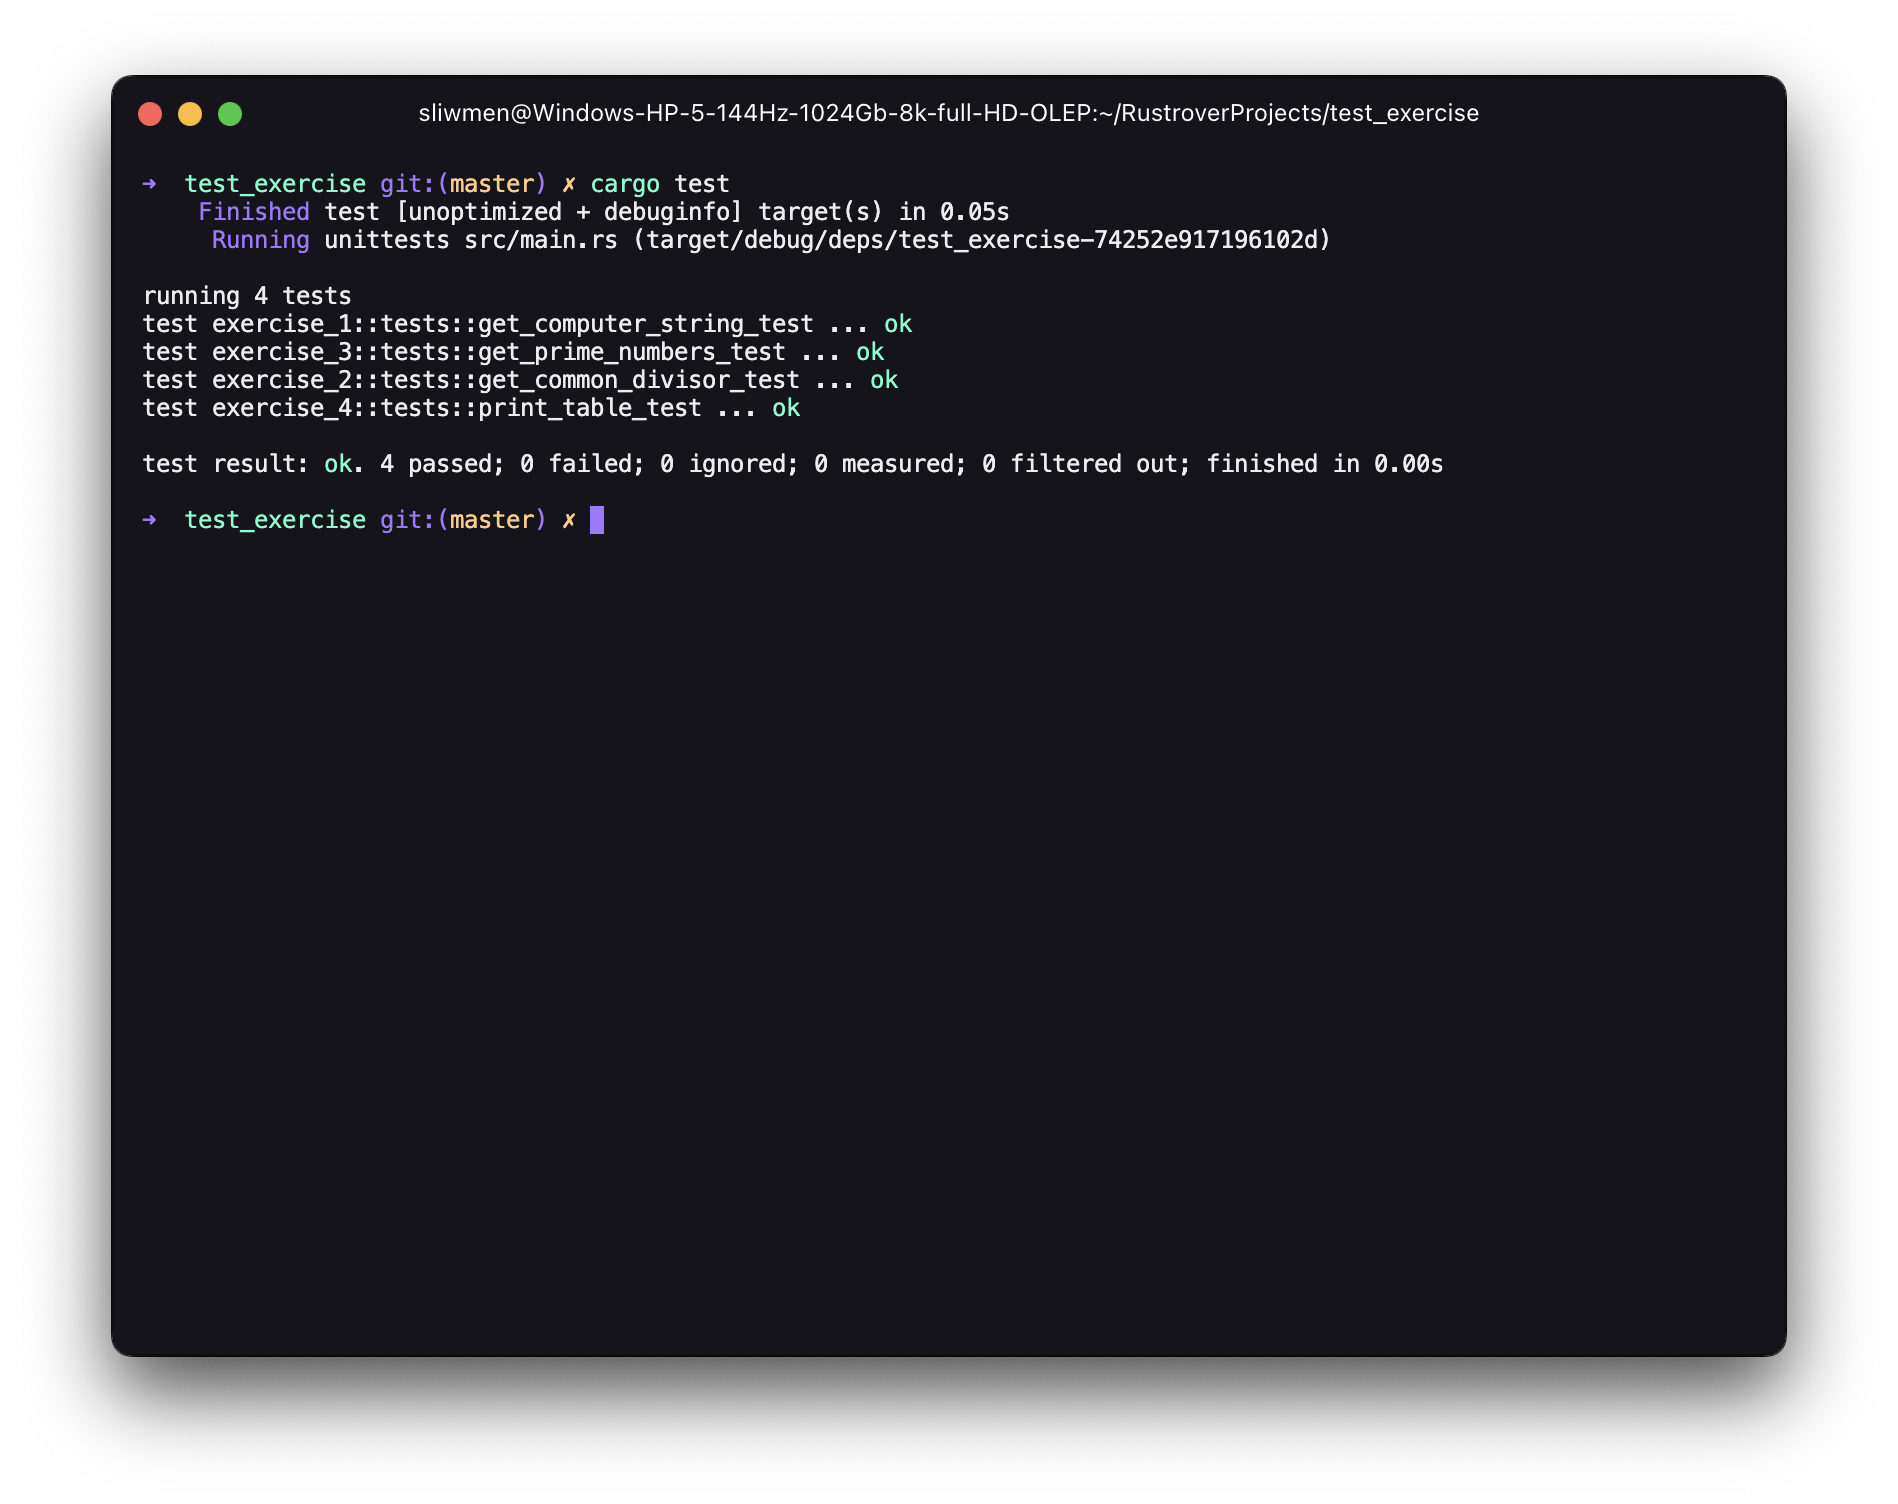 sliwmen@Windows-HP-5-144Hz-1024Gb-8k-full-HD-OLEP:~/RustroverProjects/test_exercise
➜  test_exercise git:(master) ✗ cargo test
    Finished test [unoptimized + debuginfo] target(s) in 0.05s
     Running unittests src/main.rs (target/debug/deps/test_exercise-74252e917196102d)
running 4 tests
test exercise_1::tests::get_computer_string_test ... ok
test exercise_3::tests::get_prime_numbers_test ... ok
test exercise_2::tests::get_common_divisor_test ... ok
test exercise_4::tests::print_table_test ... ok
test result: ok. 4 passed; 0 failed; 0 ignored; 0 measured; 0 filtered out; finished in 0.00s
➜  test_exercise git:(master) ✗